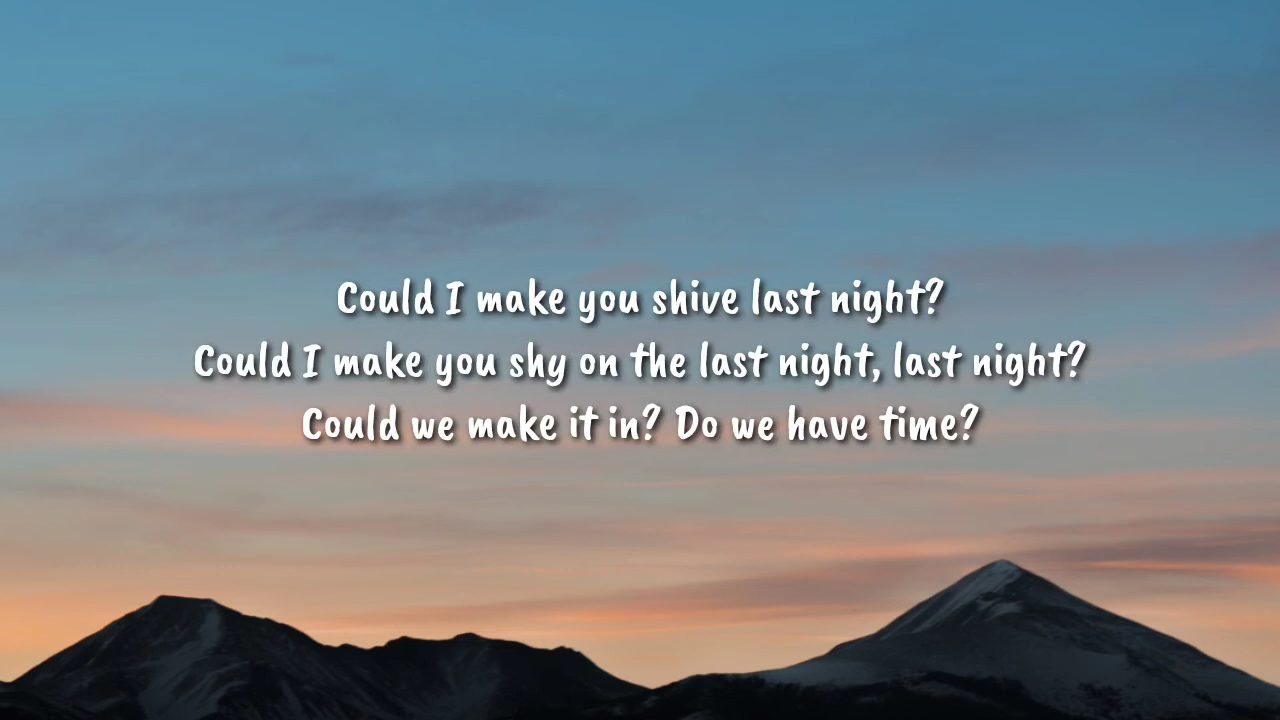 Could I make you shive last night?
Could I make you shy on the last night, last night?
Could we make it in? Do we have time?